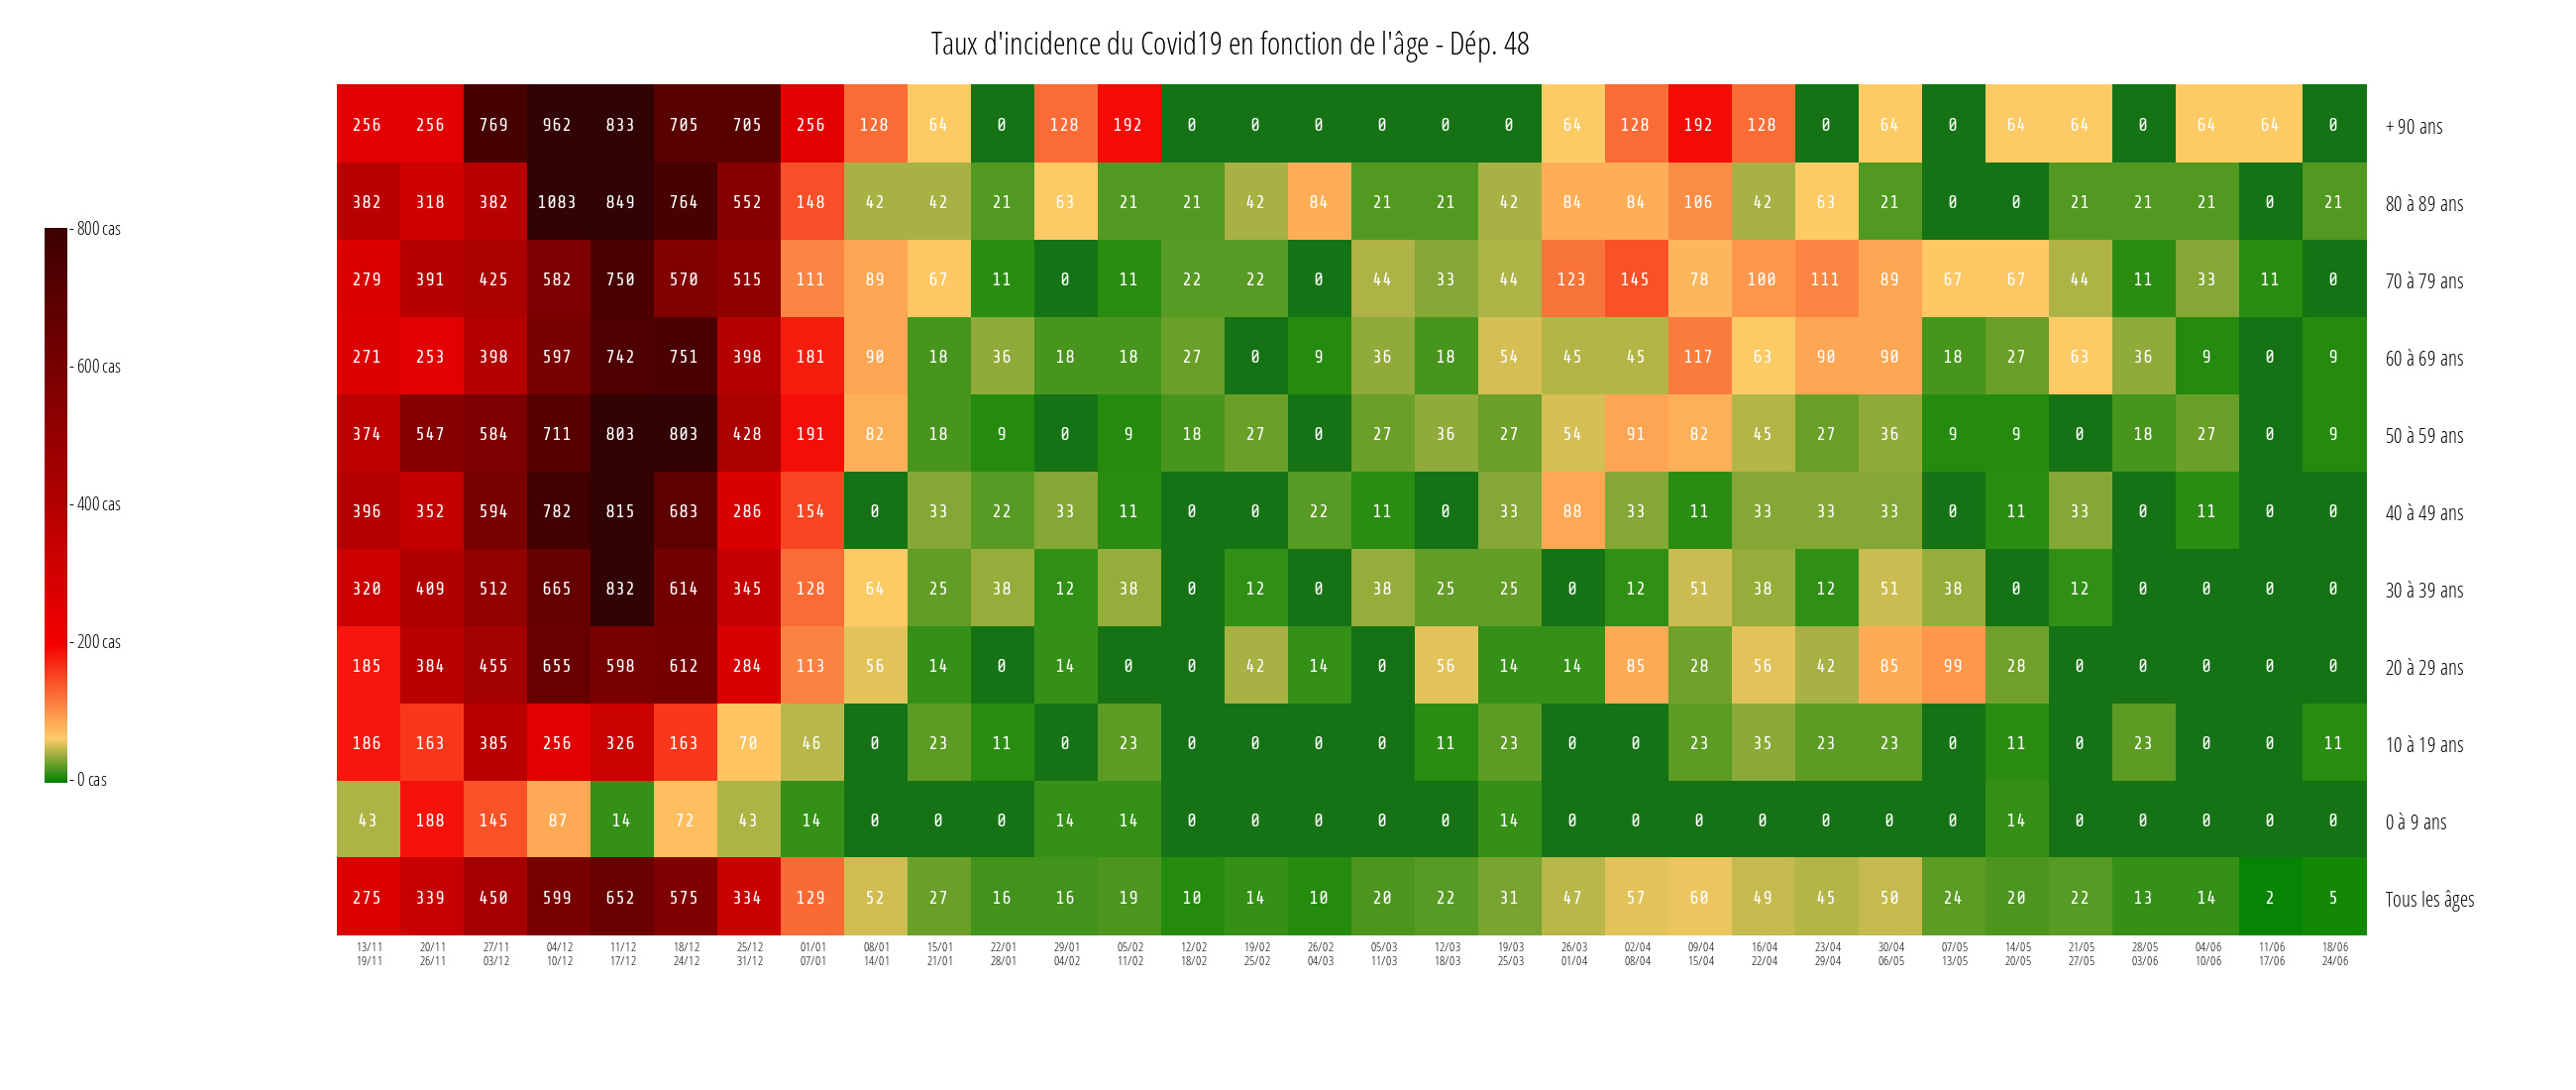 Taux d'incidence du Covid19 en fonction de l'âge - Dép. 48
- 800 cas
- 600 cas
- 400 cas
- 200 cas
- 0 cas
256 256 769 962 833 705 705 256 128 64 0 128 192 0 0 0 0 0 0 64 128 192 128 0 64 0 64 64 0 64 64 0 + 90 ans
382 318 382 1083 849 764 552 148 42 42 21 63 21 21 42 84 21 21 42 84 84 106 42 63 21 0 0 21 21 21 0 21 80 à 89 ans
279 391 425 582 750 570 515 111 89 67 11 0 11 22 22 0 44 33 44 123 145 78 100 111 89 67 67 44 11 33 11 0 70 à 79 ans
271 253 398 597 742 751 398 181 90 18 36 18 18 27 0 9 36 18 54 45 45 117 63 90 90 18 27 63 36 9 0 9 60 à 69 ans
374 547 584 711 803 803 428 191 82 18 9 0 9 18 27 0 27 36 27 54 91 82 45 27 36 9 9 0 18 27 0 9 50 à 59 ans
396 352 594 782 815 683 286 154 0 33 22 33 11 0 0 22 11 0 33 88 33 11 33 33 33 0 11 33 0 11 0 0 40 à 49 ans
320 409 512 665 832 614 345 128 64 25 38 12 38 0 12 0 38 25 25 0 12 51 38 12 51 38 0 12 0 0 0 0 30 à 39 ans
185 384 455 655 598 612 284 113 56 14 0 14 0 0 42 14 0 56 14 14 85 28 56 42 85 99 28 0 0 0 0 0 20 à 29 ans
186 163 385 256 326 163 70 46 0 23 11 0 23 0 0 0 0 11 23 0 0 23 35 23 23 0 11 0 23 0 0 11 10 à 19 ans
43 188 145 87 14 72 43 14 0 0 0 14 14 0 0 0 0 0 14 0 0 0 0 0 0 0 14 0 0 0 0 0 0 à 9 ans
275 339 450 599 652 575 334 129 52 27 16 16 19 10 14 10 20 22 31 47 57 60 49 45 50 24 20 22 13 14 2 5 Tous les âges
13/11 20/11 27/11 04/12 11/12 18/12 25/12 01/01 08/01 15/01 22/01 29/01 05/02 12/02 19/02 26/02 05/03 12/03 19/03 26/03 02/04 09/04 16/04 23/04 30/04 07/05 14/05 21/05 28/05 04/06 11/06 18/06
19/11 26/11 03/12 10/12 17/12 24/12 31/12 07/01 14/01 21/01 28/01 04/02 11/02 18/02 25/02 04/03 11/03 18/03 25/03 01/04 08/04 15/04 22/04 29/04 06/05 13/05 20/05 27/05 03/06 10/06 17/06 24/06